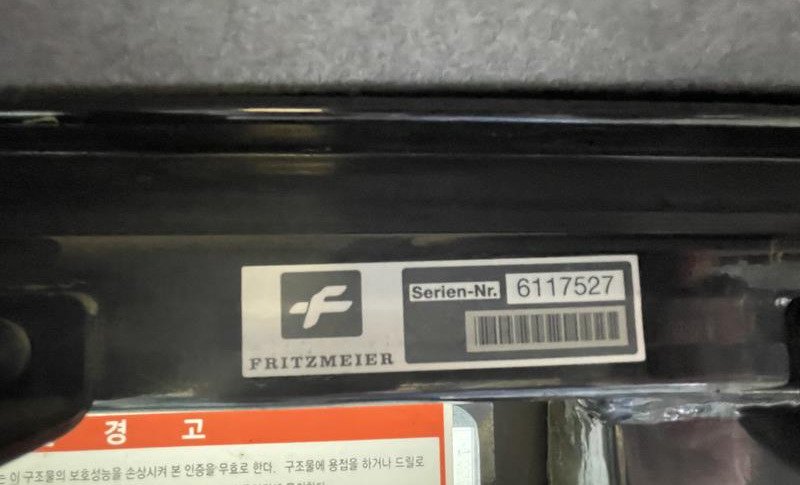 Serien-Nr. 6117527
FRITZMEIER
경 고
는 이 구조물의 보호성능을 손상시켜 본 인증을 무효로 한다. 구조물에 용접을 하거나 드릴로